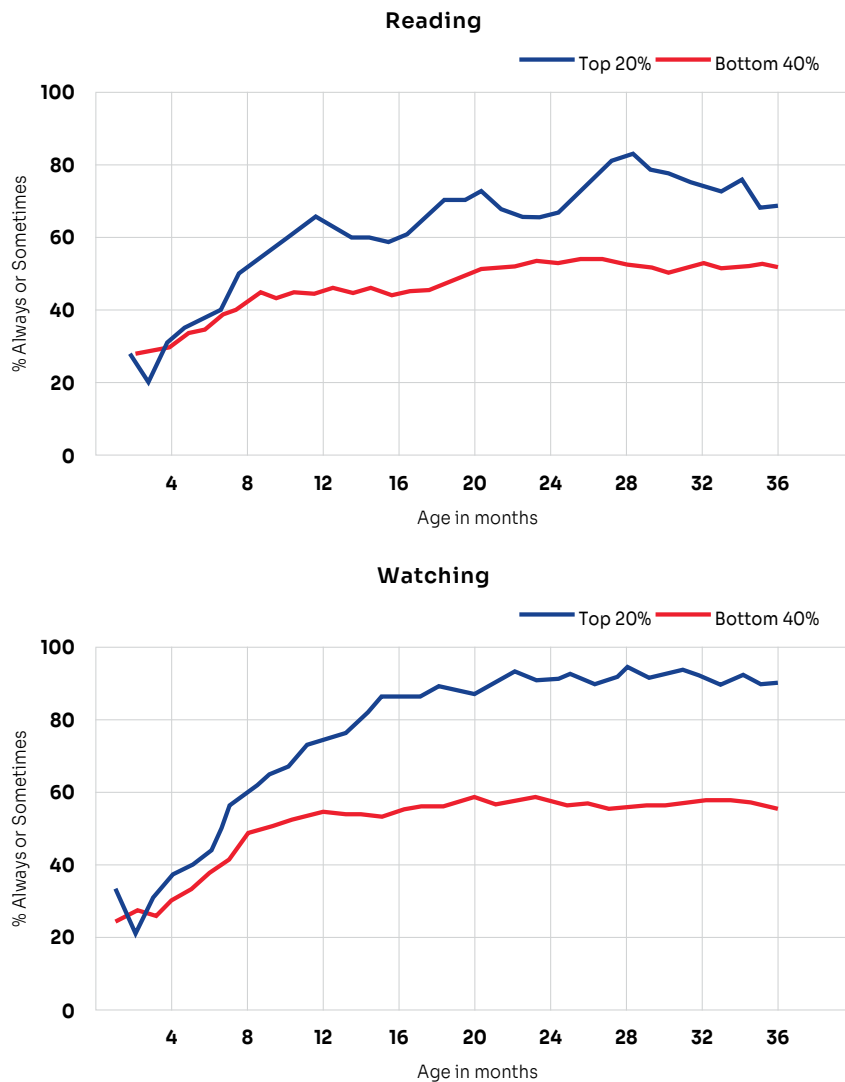 Reading
Top 20% Bottom 40%
100
80
60
40
20
0
% Always or Sometimes
4 8 12 16 20 24 28 32 36
Age in months
Watching
Top 20% Bottom 40%
100
80
60
40
20
0
% Always or Sometimes
4 8 12 16 20 24 28 32 36
Age in months